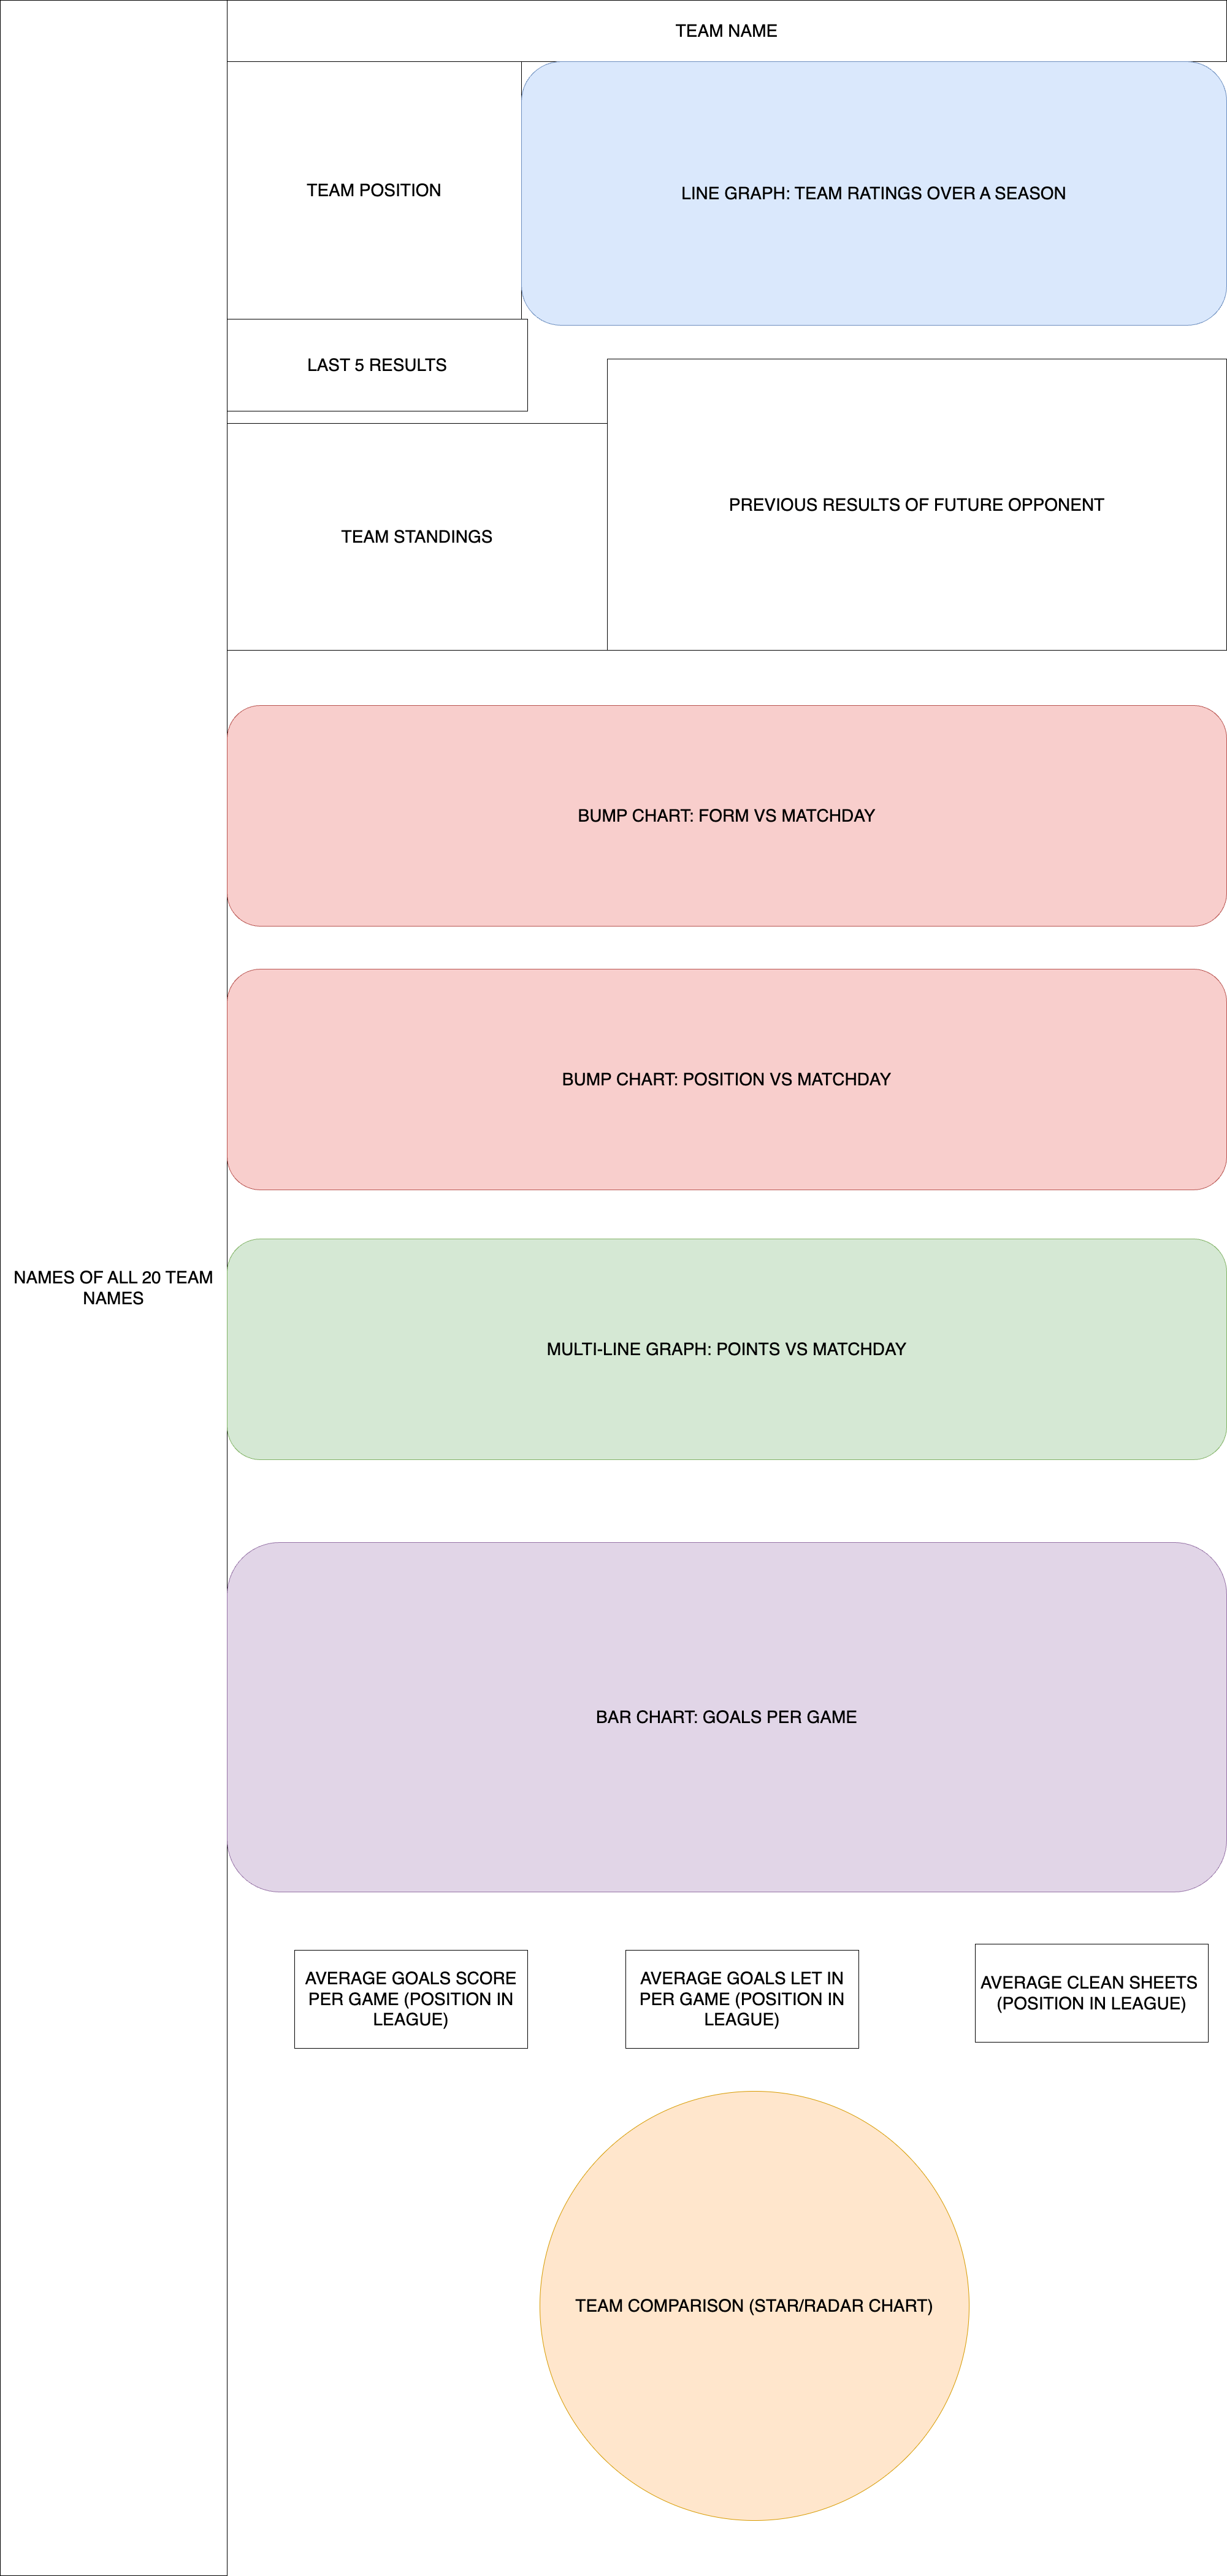 TEAM NAME
TEAM POSITION
LINE GRAPH: TEAM RATINGS OVER A SEASON
LAST 5 RESULTS
PREVIOUS RESULTS OF FUTURE OPPONENT
TEAM STANDINGS
BUMP CHART: FORM VS MATCHDAY
BUMP CHART: POSITION VS MATCHDAY
NAMES OF ALL 20 TEAM
NAMES
MULTI-LINE GRAPH: POINTS VS MATCHDAY
BAR CHART: GOALS PER GAME
AVERAGE GOALS SCORE
PER GAME (POSITION IN
LEAGUE)
AVERAGE GOALS LET IN
PER GAME (POSITION IN
LEAGUE)
AVERAGE CLEAN SHEETS
(POSITION IN LEAGUE)
TEAM COMPARISON (STAR/RADAR CHART)